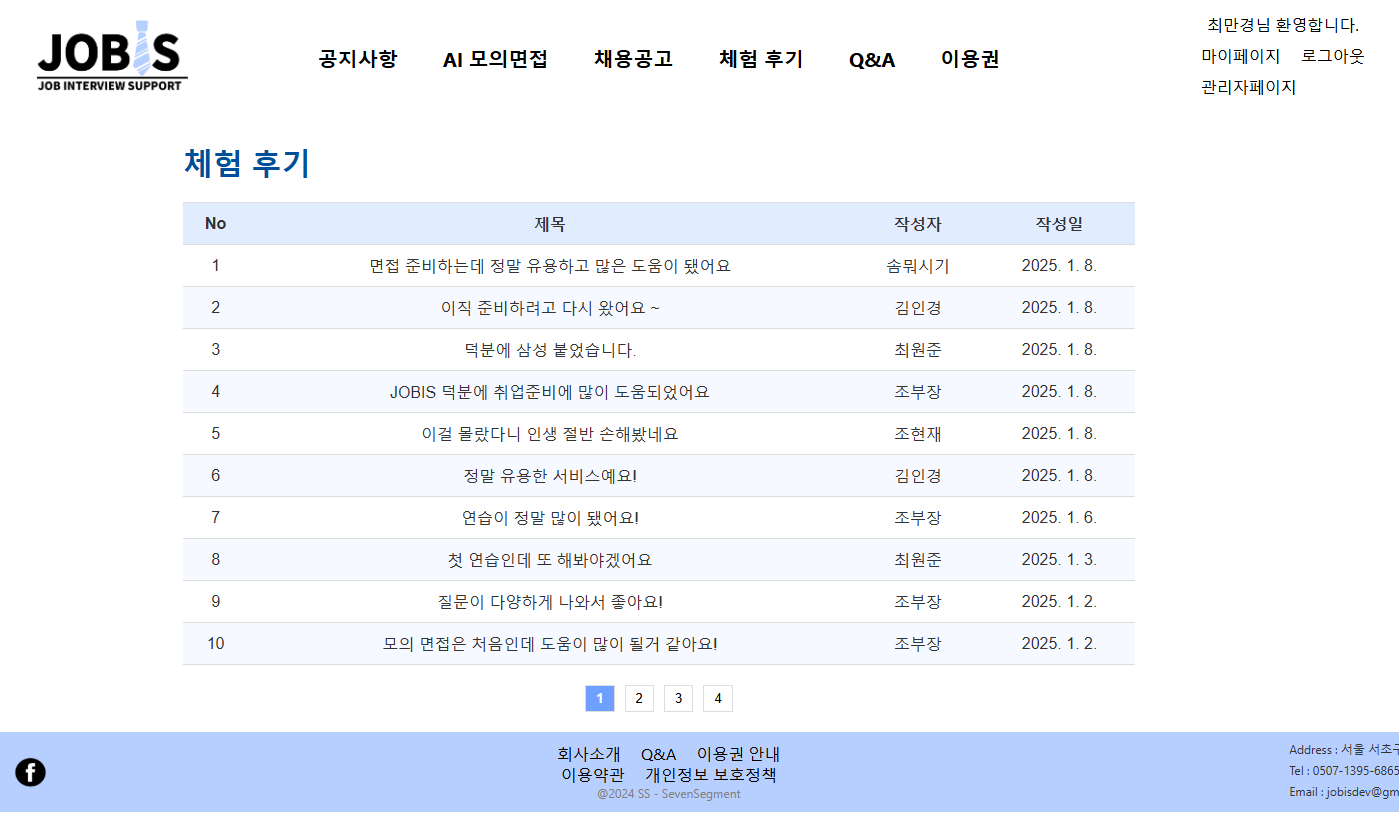 JOBIS
JOB INTERVIEW SUPPORT
공지사항 AI 모의면접 채용공고 체험 후기 Q&A 이용권
최만경님 환영합니다.
마이페이지 로그아웃
관리자페이지
체험 후기
No 제목 작성자 작성일
1 면접 준비하는데 정말 유용하고 많은 도움이 됐어요 솜뭐시기 2025. 1. 8.
2 이직 준비하려고 다시 왔어요 ~ 김인경 2025. 1. 8.
3 덕분에 삼성 붙었습니다. 최원준 2025. 1. 8.
4 JOBIS 덕분에 취업준비에 많이 도움되었어요 조부장 2025. 1. 8.
5 이걸 몰랐다니 인생 절반 손해봤네요 조현재 2025. 1. 8.
6 정말 유용한 서비스예요! 김인경 2025. 1. 8.
7 연습이 정말 많이 됐어요! 조부장 2025. 1. 6.
8 첫 연습인데 또 해봐야겠어요 최원준 2025. 1. 3.
9 질문이 다양하게 나와서 좋아요! 조부장 2025. 1. 2.
10 모의 면접은 처음인데 도움이 많이 될거 같아요! 조부장 2025. 1. 2.
1 2 3 4
회사소개 Q&A 이용권 안내
이용약관 개인정보 보호정책
@2024 SS - SevenSegment
Address : 서울 서초구
Tel : 0507-1395-6865
Email : jobisdev@gm